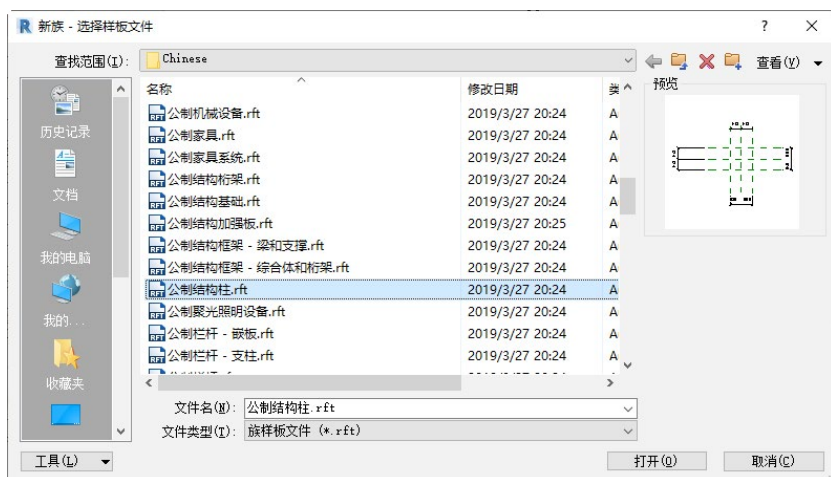 新族 - 选择样板文件
查找范围(I): Chinese 查看(V)
名称 修改日期 类 预览
公制机械设备.rft 2019/3/27 20:24 A
公制家具.rft 2019/3/27 20:24 A
公制家具系统.rft 2019/3/27 20:24 A
公制结构桁架.rft 2019/3/27 20:24 A
公制结构基础.rft 2019/3/27 20:24 A
公制结构加强板.rft 2019/3/27 20:25 A
公制结构框架 - 梁和支撑.rft 2019/3/27 20:24 A
公制结构框架 - 综合体和桁架.rft 2019/3/27 20:24 A
公制结构柱.rft 2019/3/27 20:24 A
公制聚光照明设备.rft 2019/3/27 20:24 A
公制栏杆 - 嵌板.rft 2019/3/27 20:24 A
公制栏杆 - 支柱.rft 2019/3/27 20:24 A
历史记录
文档
我的电脑
我的...
收藏夹
文件名(N): 公制结构柱.rft
文件类型(T): 族样板文件 (*.rft)
工具(L) 打开(O) 取消(C)